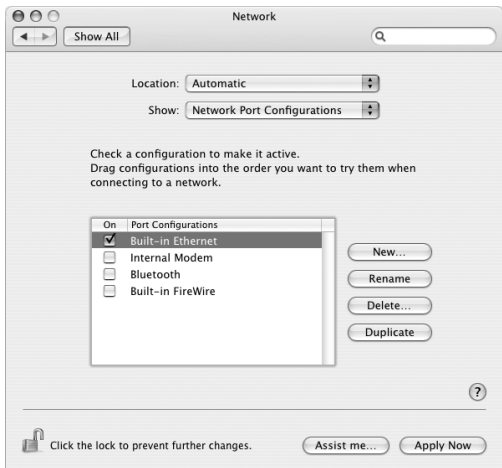 Network
Show All
Location: Automatic
Show: Network Port Configurations
Check a configuration to make it active.
Drag configurations into the order you want to try them when
connecting to a network.
On Port Configurations
Built-in Ethernet
Internal Modem
Bluetooth
Built-in FireWire
New...
Rename
Delete...
Duplicate
?
Click the lock to prevent further changes.
Assist me...
Apply Now